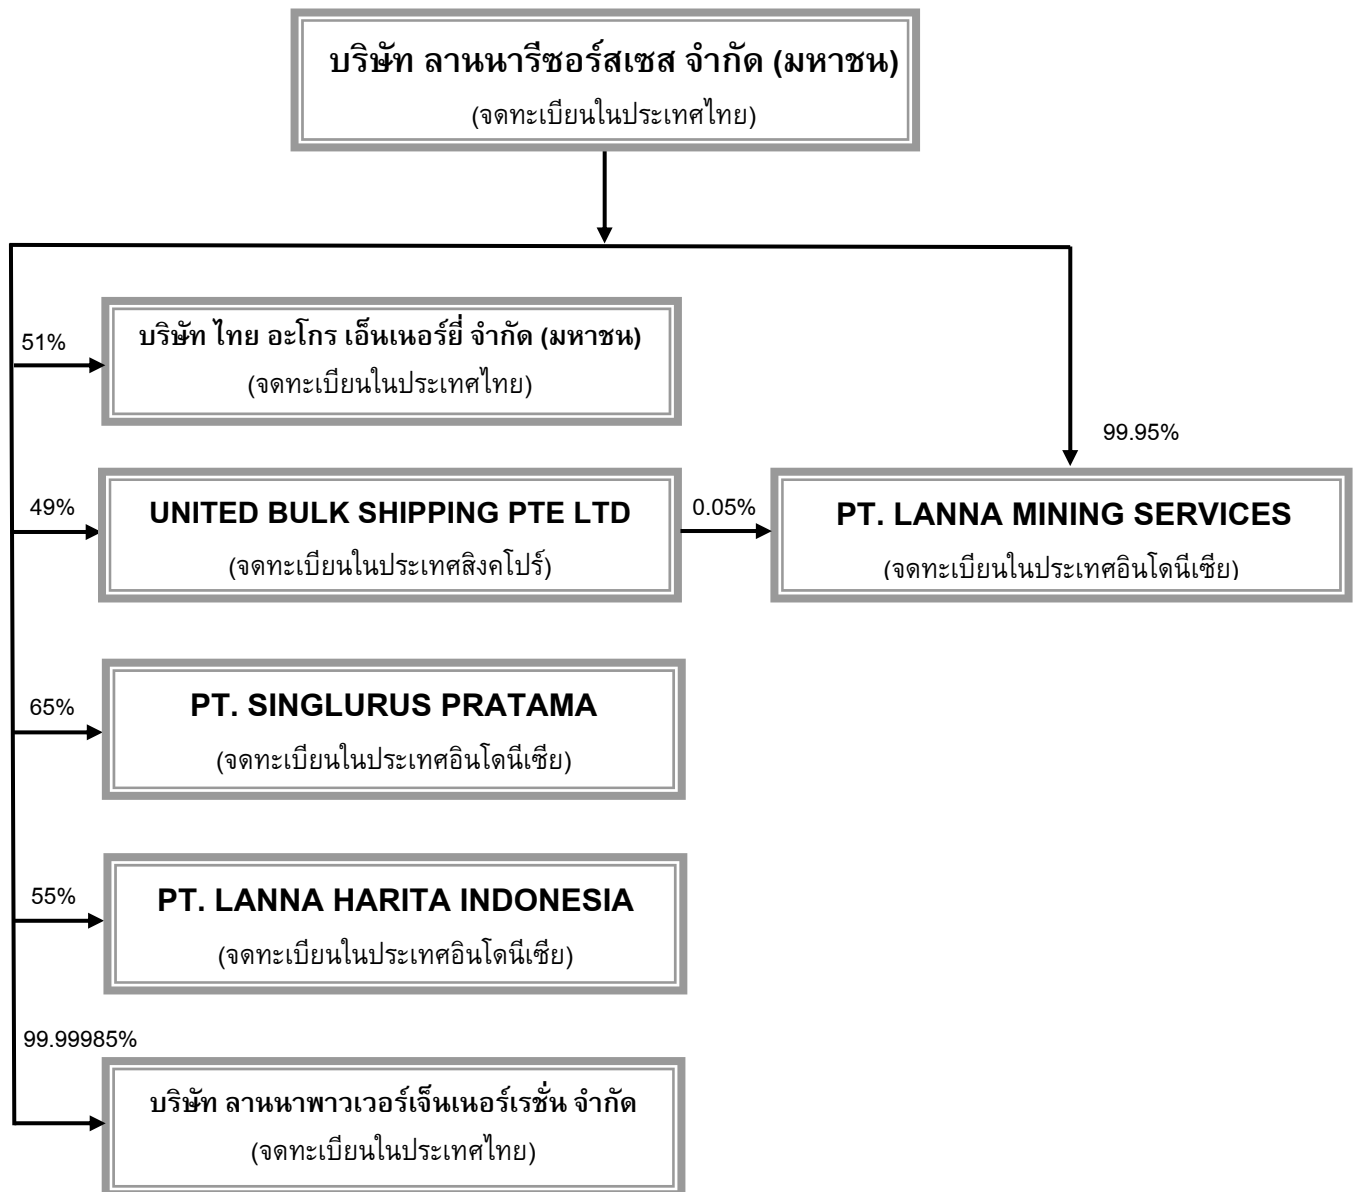 บริษัท ลานนารีซอร์สเซส จำกัด (มหาชน)
(จดทะเบียนในประเทศไทย)
51%
บริษัท ไทย อะโกร เอ็นเนอร์ยี่ จำกัด (มหาชน)
(จดทะเบียนในประเทศไทย)
99.95%
49%
UNITED BULK SHIPPING PTE LTD
(จดทะเบียนในประเทศสิงคโปร์)
0.05%
PT. LANNA MINING SERVICES
(จดทะเบียนในประเทศอินโดนีเซีย)
65%
PT. SINGLURUS PRATAMA
(จดทะเบียนในประเทศอินโดนีเซีย)
55%
PT. LANNA HARITA INDONESIA
(จดทะเบียนในประเทศอินโดนีเซีย)
99.99985%
บริษัท ลานนาพาวเวอร์เจ็นเนอร์เรชั่น จำกัด
(จดทะเบียนในประเทศไทย)